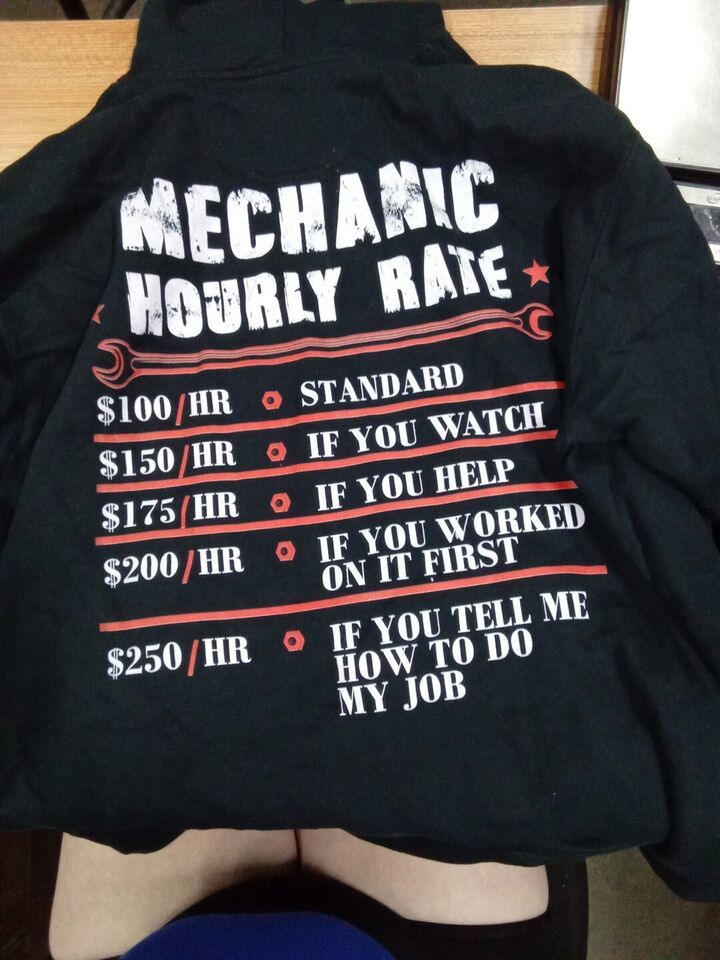 MECHANIC
HOURLY RATE
$100/HR STANDARD
$150/HR IF YOU WATCH
$175/HR IF YOU HELP
$200/HR IF YOU WORKED
ON IT FIRST
$250/HR IF YOU TELL ME
HOW TO DO
MY JOB